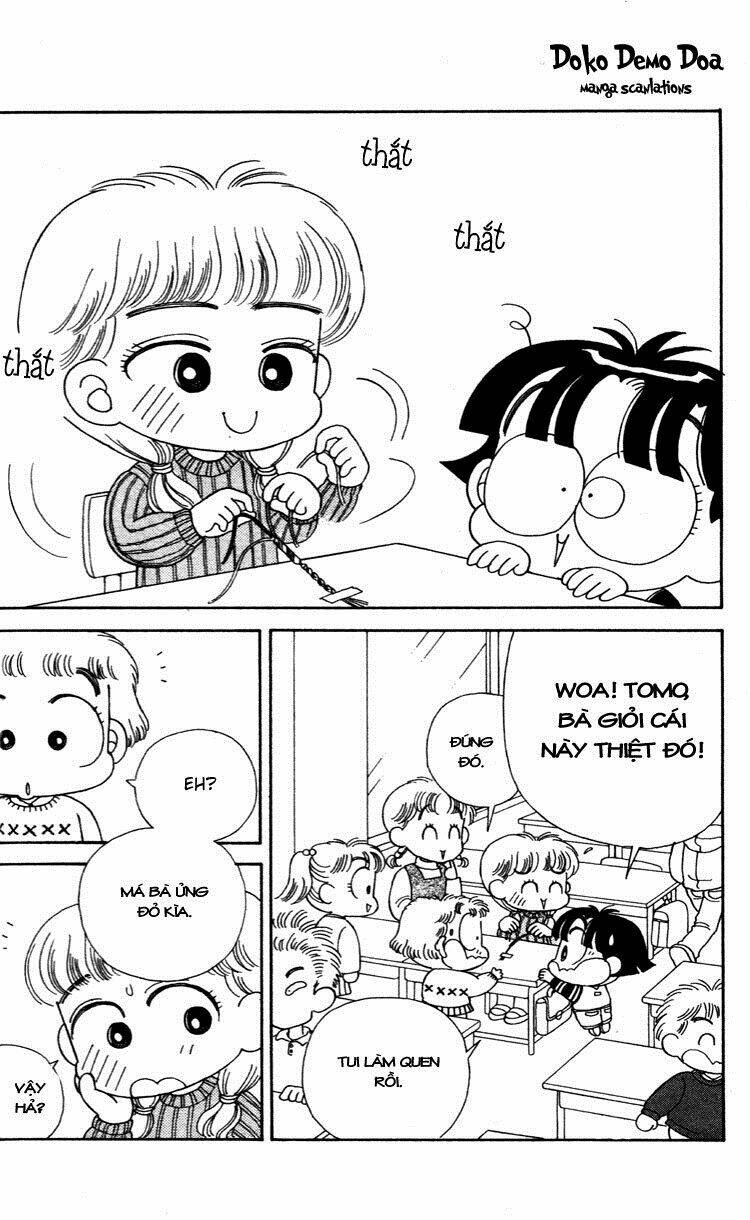 Doko Demo Doa
manga scanlations
thắt
thắt
thắt
WOA! TOMO,
BÀ GIỎI CÁI
NÀY THIỆT ĐÓ!
ĐÚNG
ĐÓ.
TUI LÀM QUEN
RỒI.
EH?
MÁ BÀ ỬNG
ĐỎ KÌA.
VẬY
HẢ?